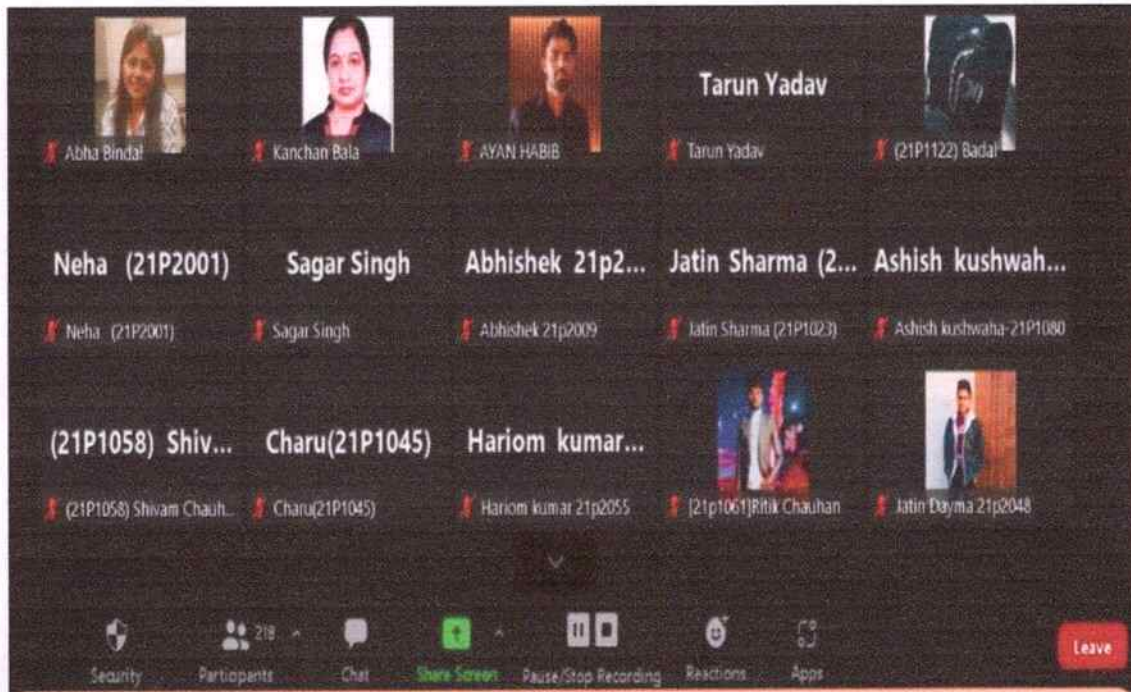 Tarun Yadav
Abha Bindal
Kanchan Bala
AYAN HABIB
Tarun Yadav
(21P1122) Badal
Neha (21P2001)
Sagar Singh
Abhishek 21p2...
Jatin Sharma (2...
Ashish kushwah...
Neha (21P2001)
Sagar Singh
Abhishek 21p2009
Jatin Sharma (21P1023)
Ashish kushwaha-21P1080
(21P1058) Shiv...
Charu(21P1045)
Hariom kumar...
(21P1058) Shivam Chauh...
Charu(21P1045)
Hariom kumar 21p2055
[21p1061]Ritik Chauhan
Jatin Dayma 21p2048
Security
Participants
218
Chat
Share Screen
Pause/Stop Recording
Reactions
Apps
Leave